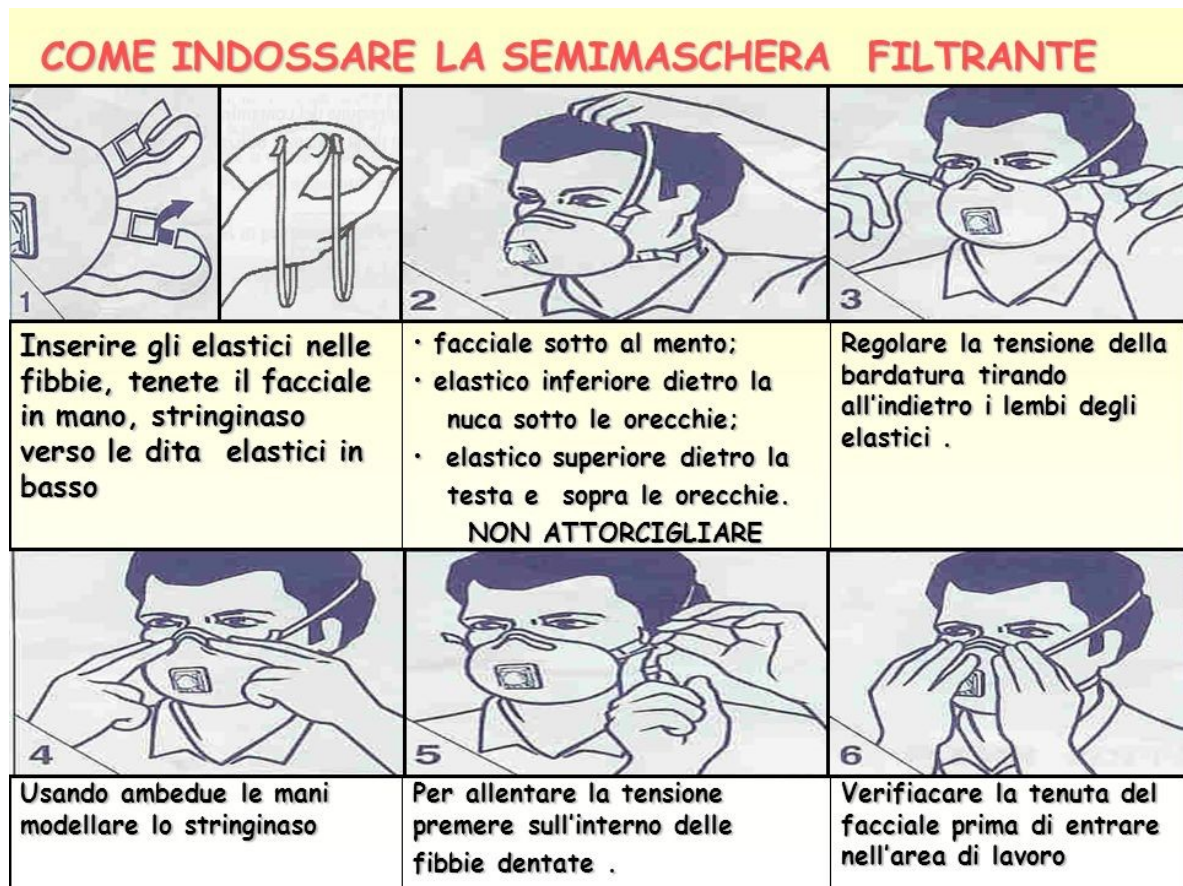 COME INDOSSARE LA SEMIMASCHERA FILTRANTE
1
2
3
Inserire gli elastici nelle
fibbie, tenete il facciale
in mano, stringinaso
verso le dita elastici in
basso
· facciale sotto al mento;
· elastico inferiore dietro la
nuca sotto le orecchie;
· elastico superiore dietro la
testa e sopra le orecchie.
NON ATTORCIGLIARE
Regolare la tensione della
bardatura tirando
all'indietro i lembi degli
elastici .
4
5
6
Usando ambedue le mani
modellare lo stringinaso
Per allentare la tensione
premere sull'interno delle
fibbie dentate .
Verifiacare la tenuta del
facciale prima di entrare
nell'area di lavoro